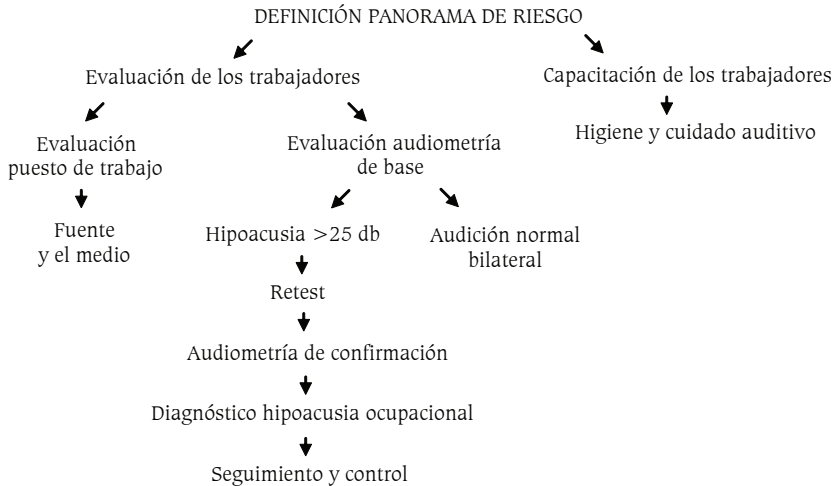 DEFINICIÓN PANORAMA DE RIESGO
Evaluación de los trabajadores
Capacitación de los trabajadores
Evaluación
puesto de trabajo
Evaluación audiometría
de base
Higiene y cuidado auditivo
Fuente
y el medio
Hipoacusia >25 db
Audición normal
bilateral
Retest
Audiometría de confirmación
Diagnóstico hipoacusia ocupacional
Seguimiento y control